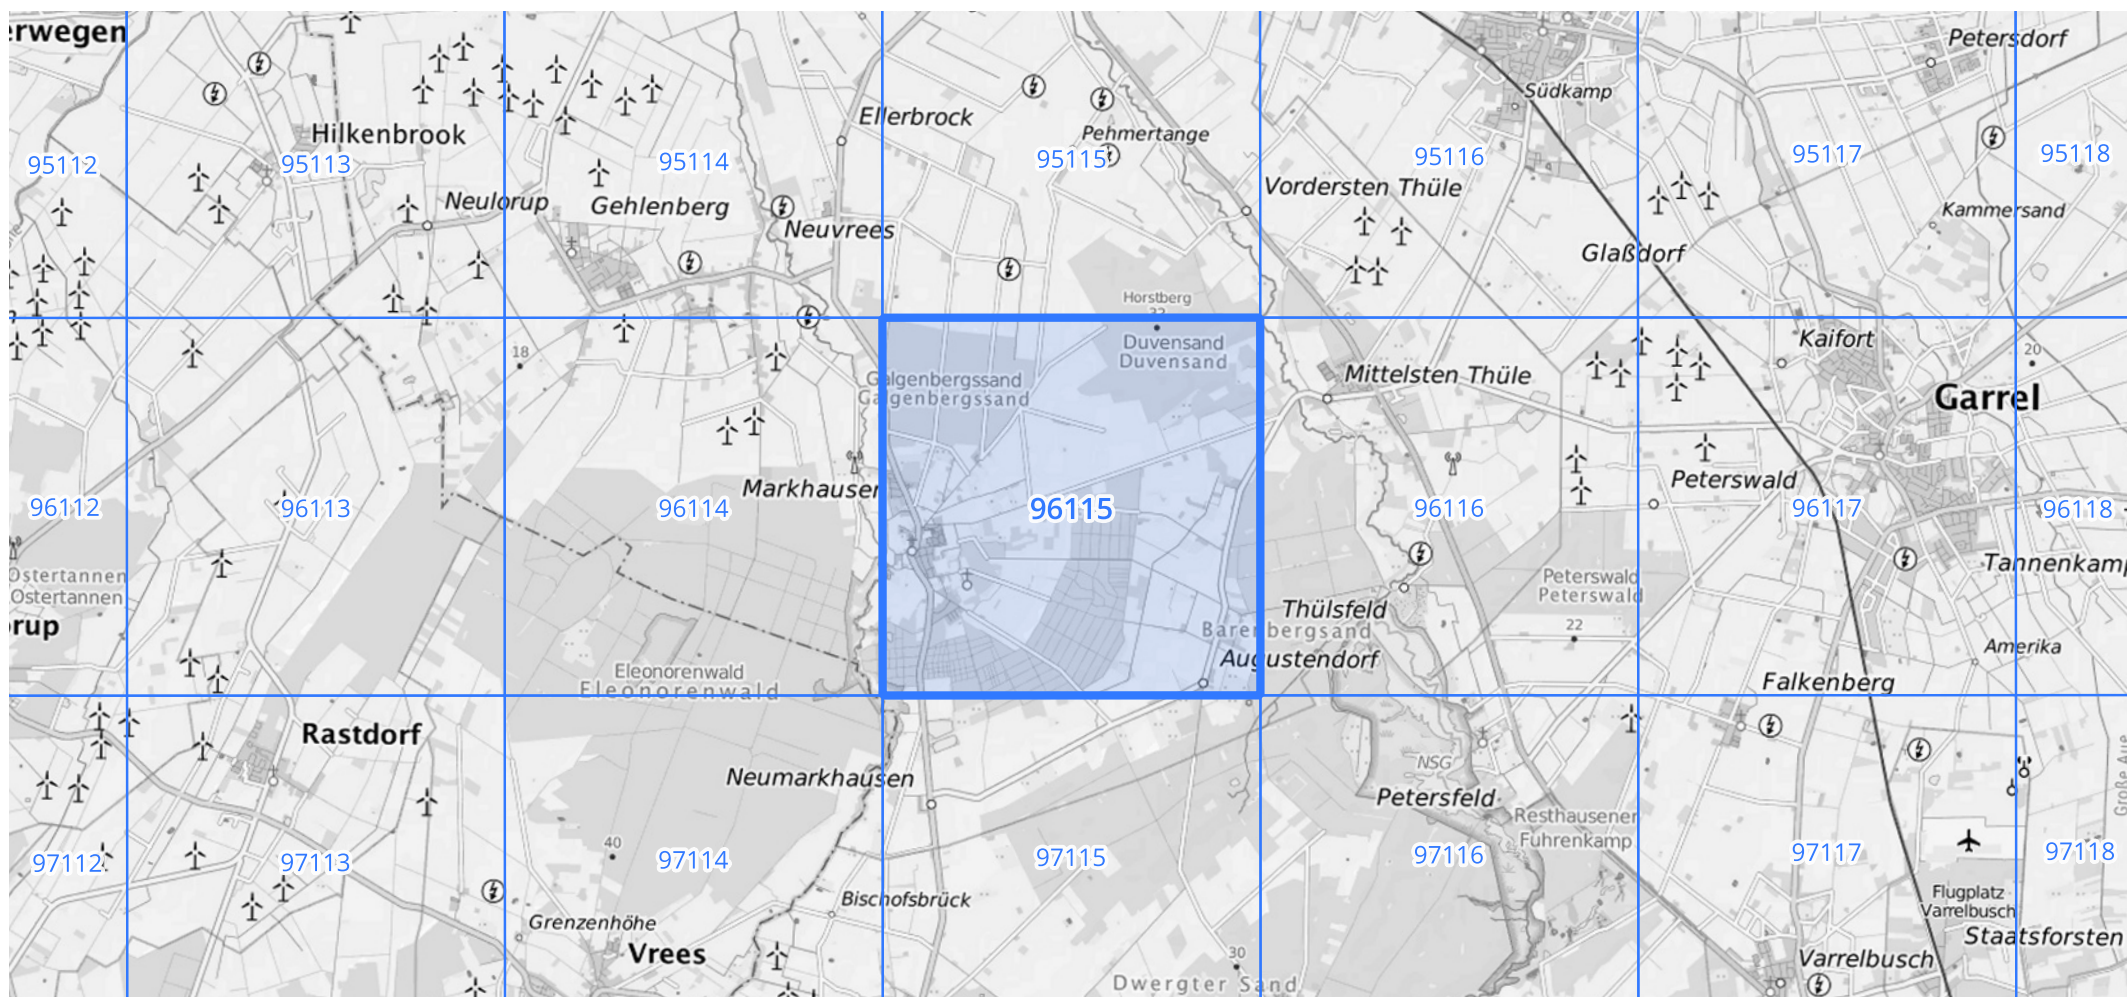 rwegen
Petersdorf
Südkamp
Ellerbrock
Hilkenbrook
Pehmertange
95112
95113
95114
95115
95116
95117
95118
Vordersten Thüle
Neulorup
Gehlenberg
Kammersand
Neuvrees
Glaßdorf
Horstberg
32
Duvensand
Duvensand
Kaifort
18
20
Mittelsten Thüle
Galgenbergssand
Galgenbergssand
Garrel
Markhausen
Peterswald
96112
96113
96114
96115
96116
96117
96118
Tannenkamp
Ostertannen
Ostertannen
Peterswald
Peterswald
Thülsfeld
rup
Barenbergsand
22
Augustendorf
Amerika
Eleonorenwald
Eleonorenwald
Falkenberg
Rastdorf
NSG
Neumarkhausen
Petersfeld
Große Aue
Resthausener
Fuhrenkamp
40
97112
97113
97114
97115
97116
97117
97118
Bischofsbrück
Flugplatz
Varrelbusch
Grenzenhöhe
Vrees
30
Staatsforsten
Varrelbusch
Dwergter Sand